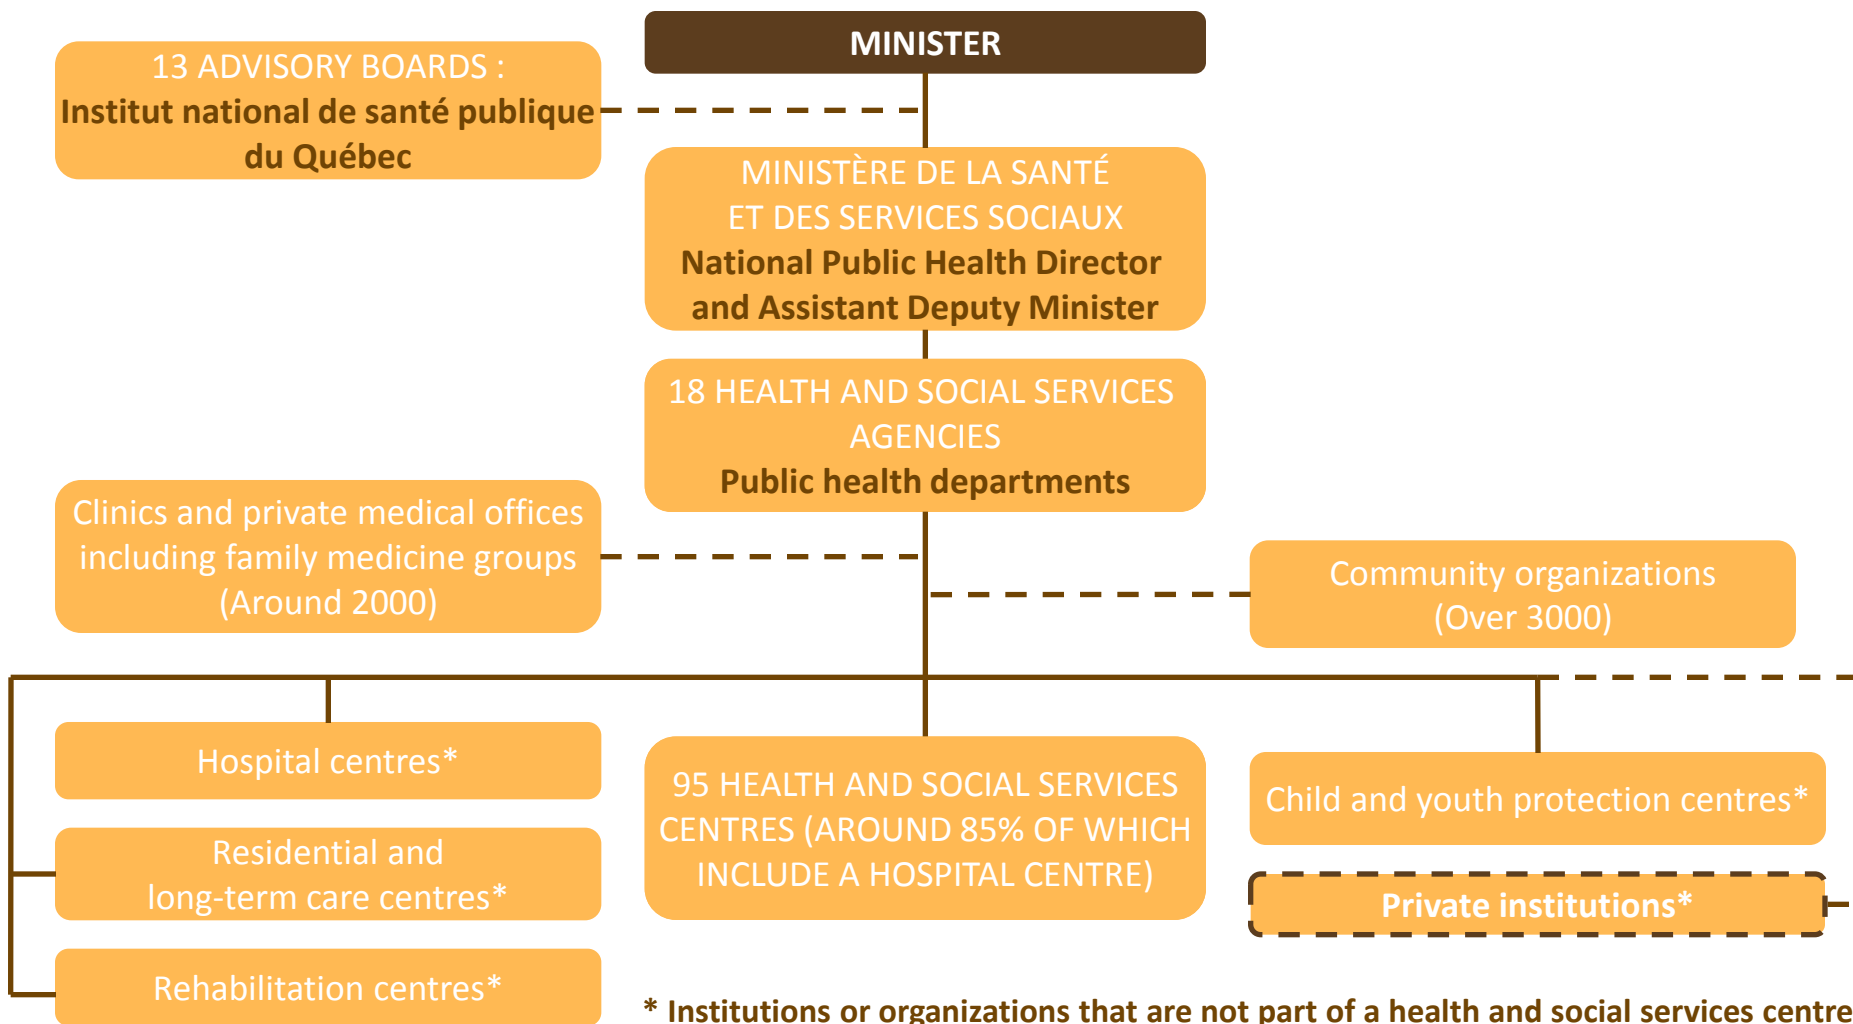 MINISTER
13 ADVISORY BOARDS :
Institut national de santé publique
du Québec
MINISTÈRE DE LA SANTÉ
ET DES SERVICES SOCIAUX
National Public Health Director
and Assistant Deputy Minister
18 HEALTH AND SOCIAL SERVICES
AGENCIES
Public health departments
Clinics and private medical offices
including family medicine groups
(Around 2000)
Community organizations
(Over 3000)
Hospital centres*
Residential and
long-term care centres*
Rehabilitation centres*
95 HEALTH AND SOCIAL SERVICES
CENTRES (AROUND 85% OF WHICH
INCLUDE A HOSPITAL CENTRE)
Child and youth protection centres*
Private institutions*
* Institutions or organizations that are not part of a health and social services centre